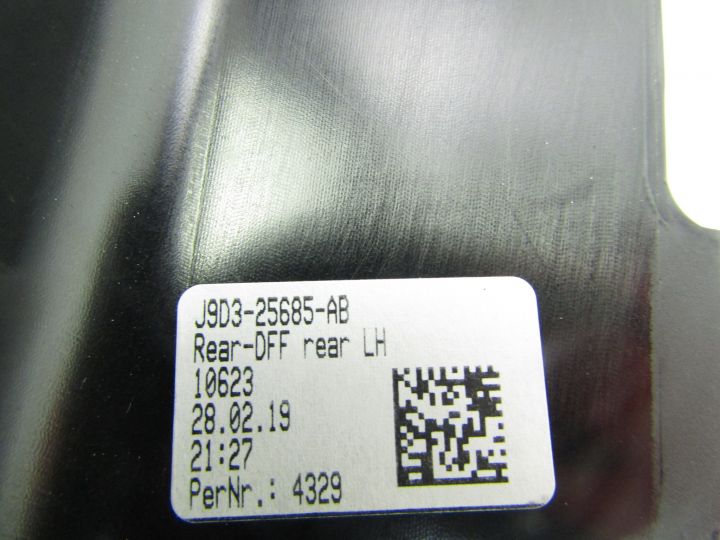 J9D3-25685-AB
Rear-DFF rear LH
10623
28.02.19
21:27
PerNr.: 4329